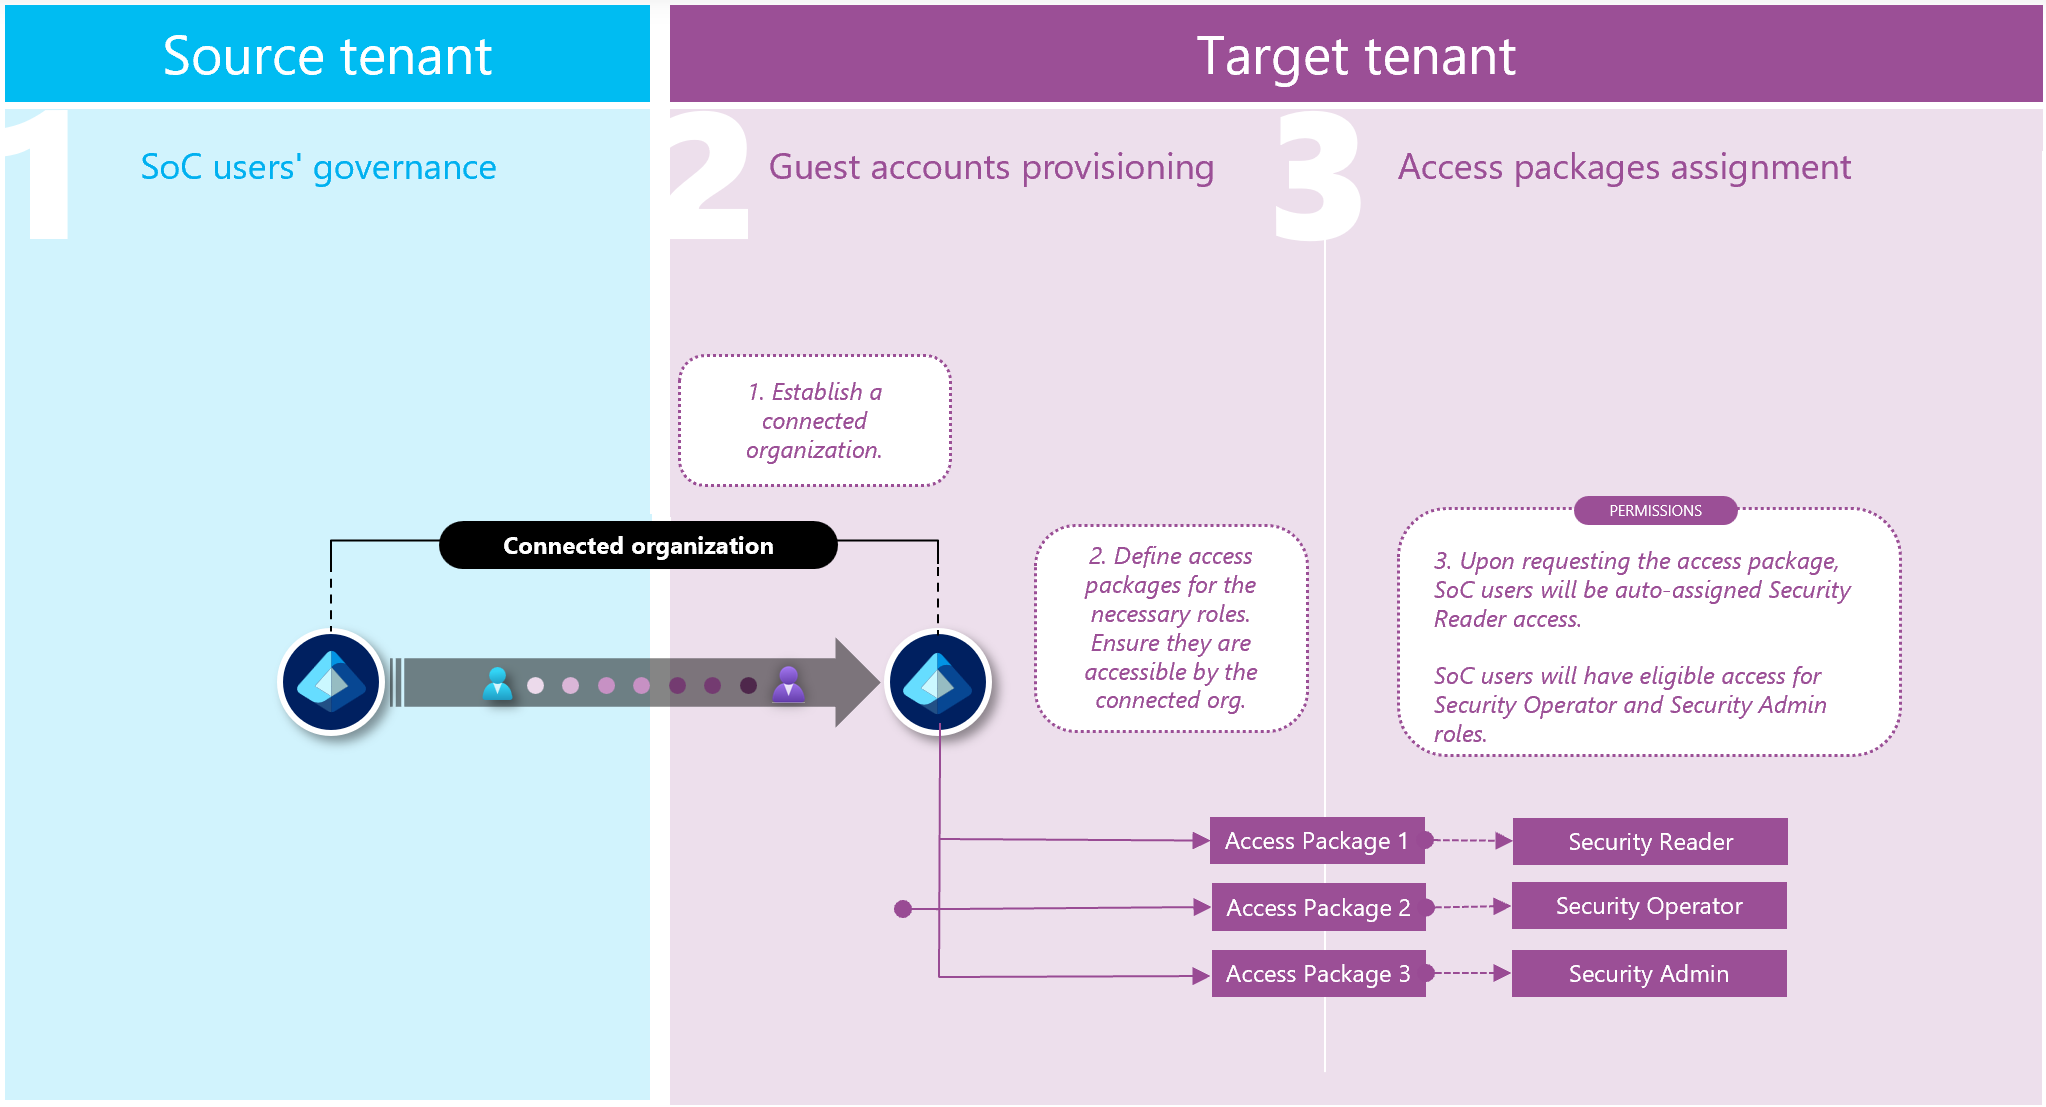 Source tenant
Target tenant
1
SoC users' governance
2
Guest accounts provisioning
3
Access packages assignment
1. Establish a
connected
organization.
Connected organization
2. Define access
packages for the
necessary roles.
Ensure they are
accessible by the
connected org.
PERMISSIONS
3. Upon requesting the access package,
SoC users will be auto-assigned Security
Reader access.
SoC users will have eligible access for
Security Operator and Security Admin
roles.
Access Package 1
Security Reader
Access Package 2
Security Operator
Access Package 3
Security Admin